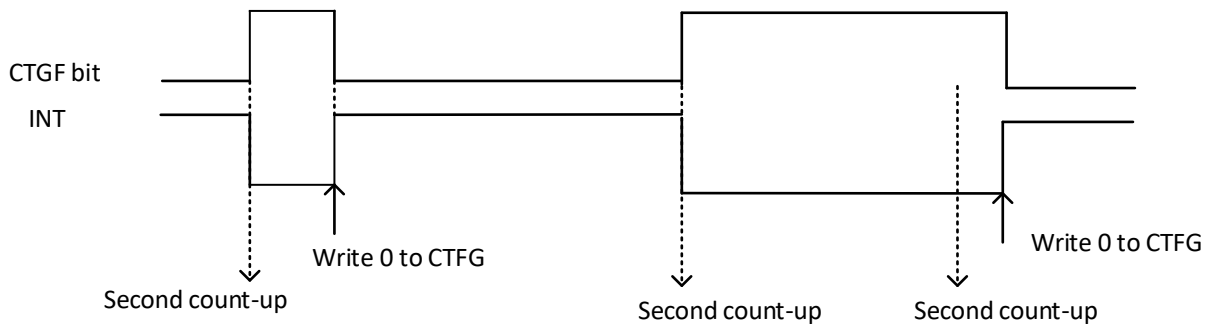 CTGF bit
INT
Write 0 to CTFG
Write 0 to CTFG
Second count-up
Second count-up
Second count-up